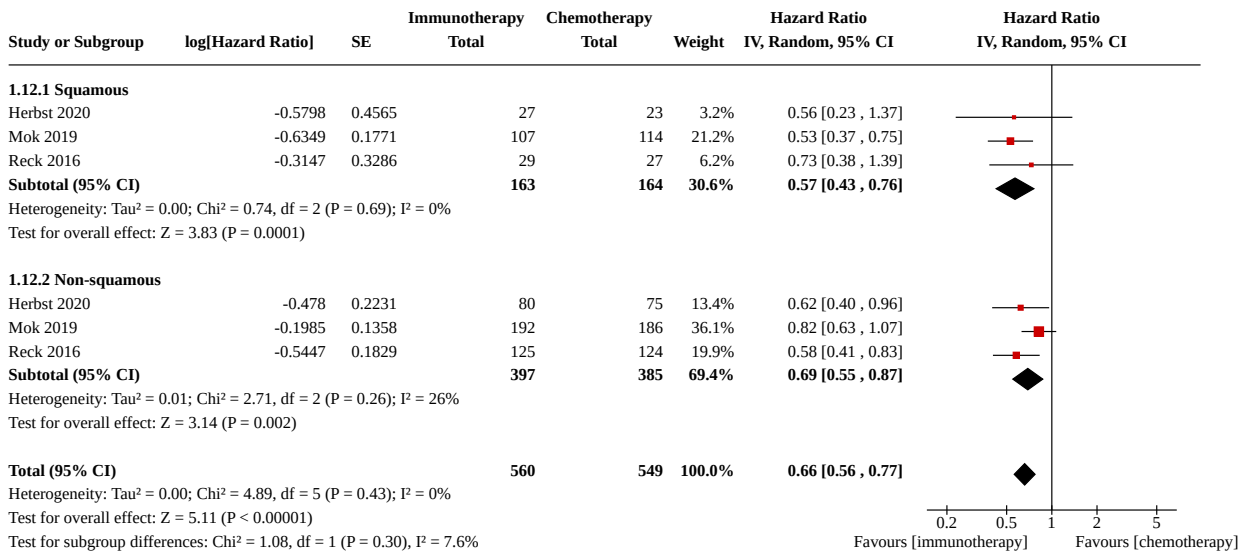 Immunotherapy Chemotherapy Hazard Ratio Hazard Ratio
Study or Subgroup log[Hazard Ratio] SE Total Total Weight IV, Random, 95% CI IV, Random, 95% CI
1.12.1 Squamous
Herbst 2020 -0.5798 0.4565 27 23 3.2% 0.56 [0.23 , 1.37]
Mok 2019 -0.6349 0.1771 107 114 21.2% 0.53 [0.37 , 0.75]
Reck 2016 -0.3147 0.3286 29 27 6.2% 0.73 [0.38 , 1.39]
Subtotal (95% CI) 163 164 30.6% 0.57 [0.43 , 0.76]
Heterogeneity: Tau² = 0.00; Chi² = 0.74, df = 2 (P = 0.69); I² = 0%
Test for overall effect: Z = 3.83 (P = 0.0001)
1.12.2 Non-squamous
Herbst 2020 -0.478 0.2231 80 75 13.4% 0.62 [0.40 , 0.96]
Mok 2019 -0.1985 0.1358 192 186 36.1% 0.82 [0.63 , 1.07]
Reck 2016 -0.5447 0.1829 125 124 19.9% 0.58 [0.41 , 0.83]
Subtotal (95% CI) 397 385 69.4% 0.69 [0.55 , 0.87]
Heterogeneity: Tau² = 0.01; Chi² = 2.71, df = 2 (P = 0.26); I² = 26%
Test for overall effect: Z = 3.14 (P = 0.002)
Total (95% CI) 560 549 100.0% 0.66 [0.56 , 0.77]
Heterogeneity: Tau² = 0.00; Chi² = 4.89, df = 5 (P = 0.43); I² = 0%
Test for overall effect: Z = 5.11 (P < 0.00001)
0.2 0.5 1 2 5
Test for subgroup differences: Chi² = 1.08, df = 1 (P = 0.30), I² = 7.6%
Favours [immunotherapy] Favours [chemotherapy]